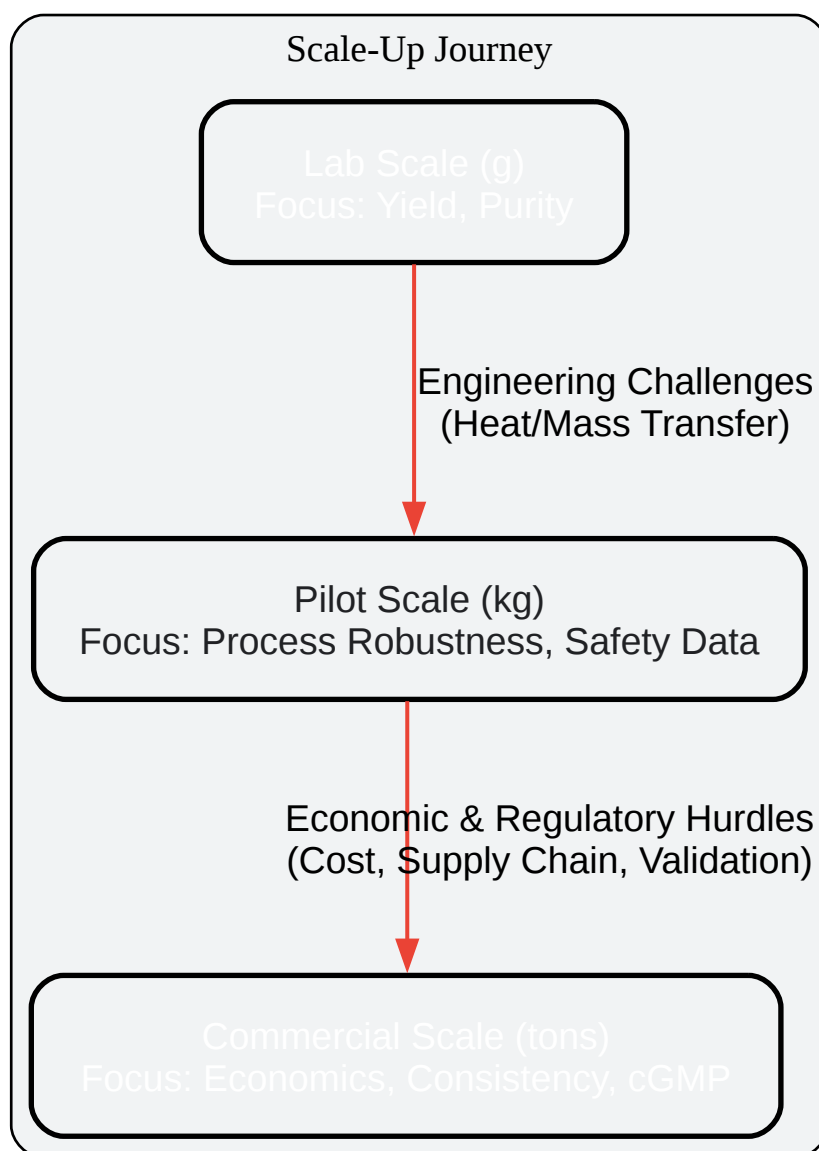 Scale-Up Journey
Lab Scale (g)
Focus: Yield, Purity
Engineering Challenges
(Heat/Mass Transfer)
Pilot Scale (kg)
Focus: Process Robustness, Safety Data
Economic & Regulatory Hurdles
(Cost, Supply Chain, Validation)
Commercial Scale (tons)
Focus: Economics, Consistency, cGMP